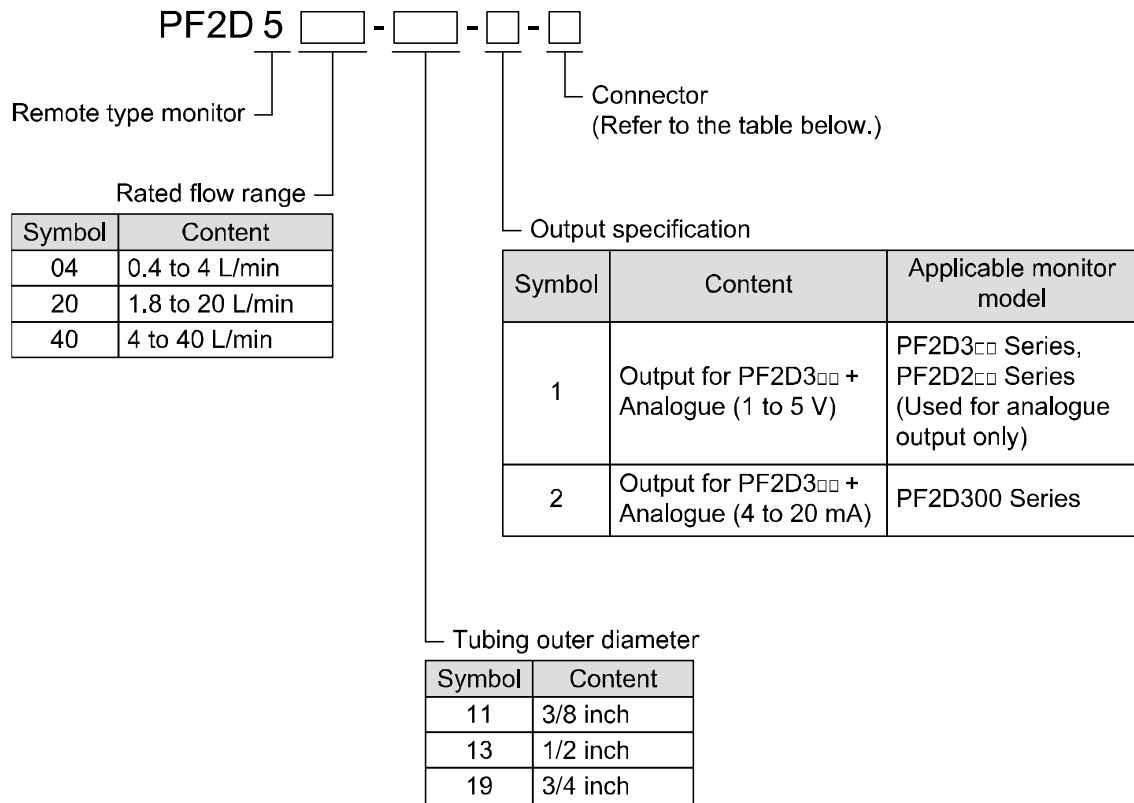 PF2D 5 □ - □ - □ - □
Remote type monitor
Connector
(Refer to the table below.)
Rated flow range
Symbol Content
04 0.4 to 4 L/min
20 1.8 to 20 L/min
40 4 to 40 L/min
Output specification
Symbol Content Applicable monitor
model
1 Output for PF2D3□□ +
Analogue (1 to 5 V)
PF2D3□□ Series,
PF2D2□□ Series
(Used for analogue
output only)
2 Output for PF2D3□□ +
Analogue (4 to 20 mA)
PF2D300 Series
Tubing outer diameter
Symbol Content
11 3/8 inch
13 1/2 inch
19 3/4 inch